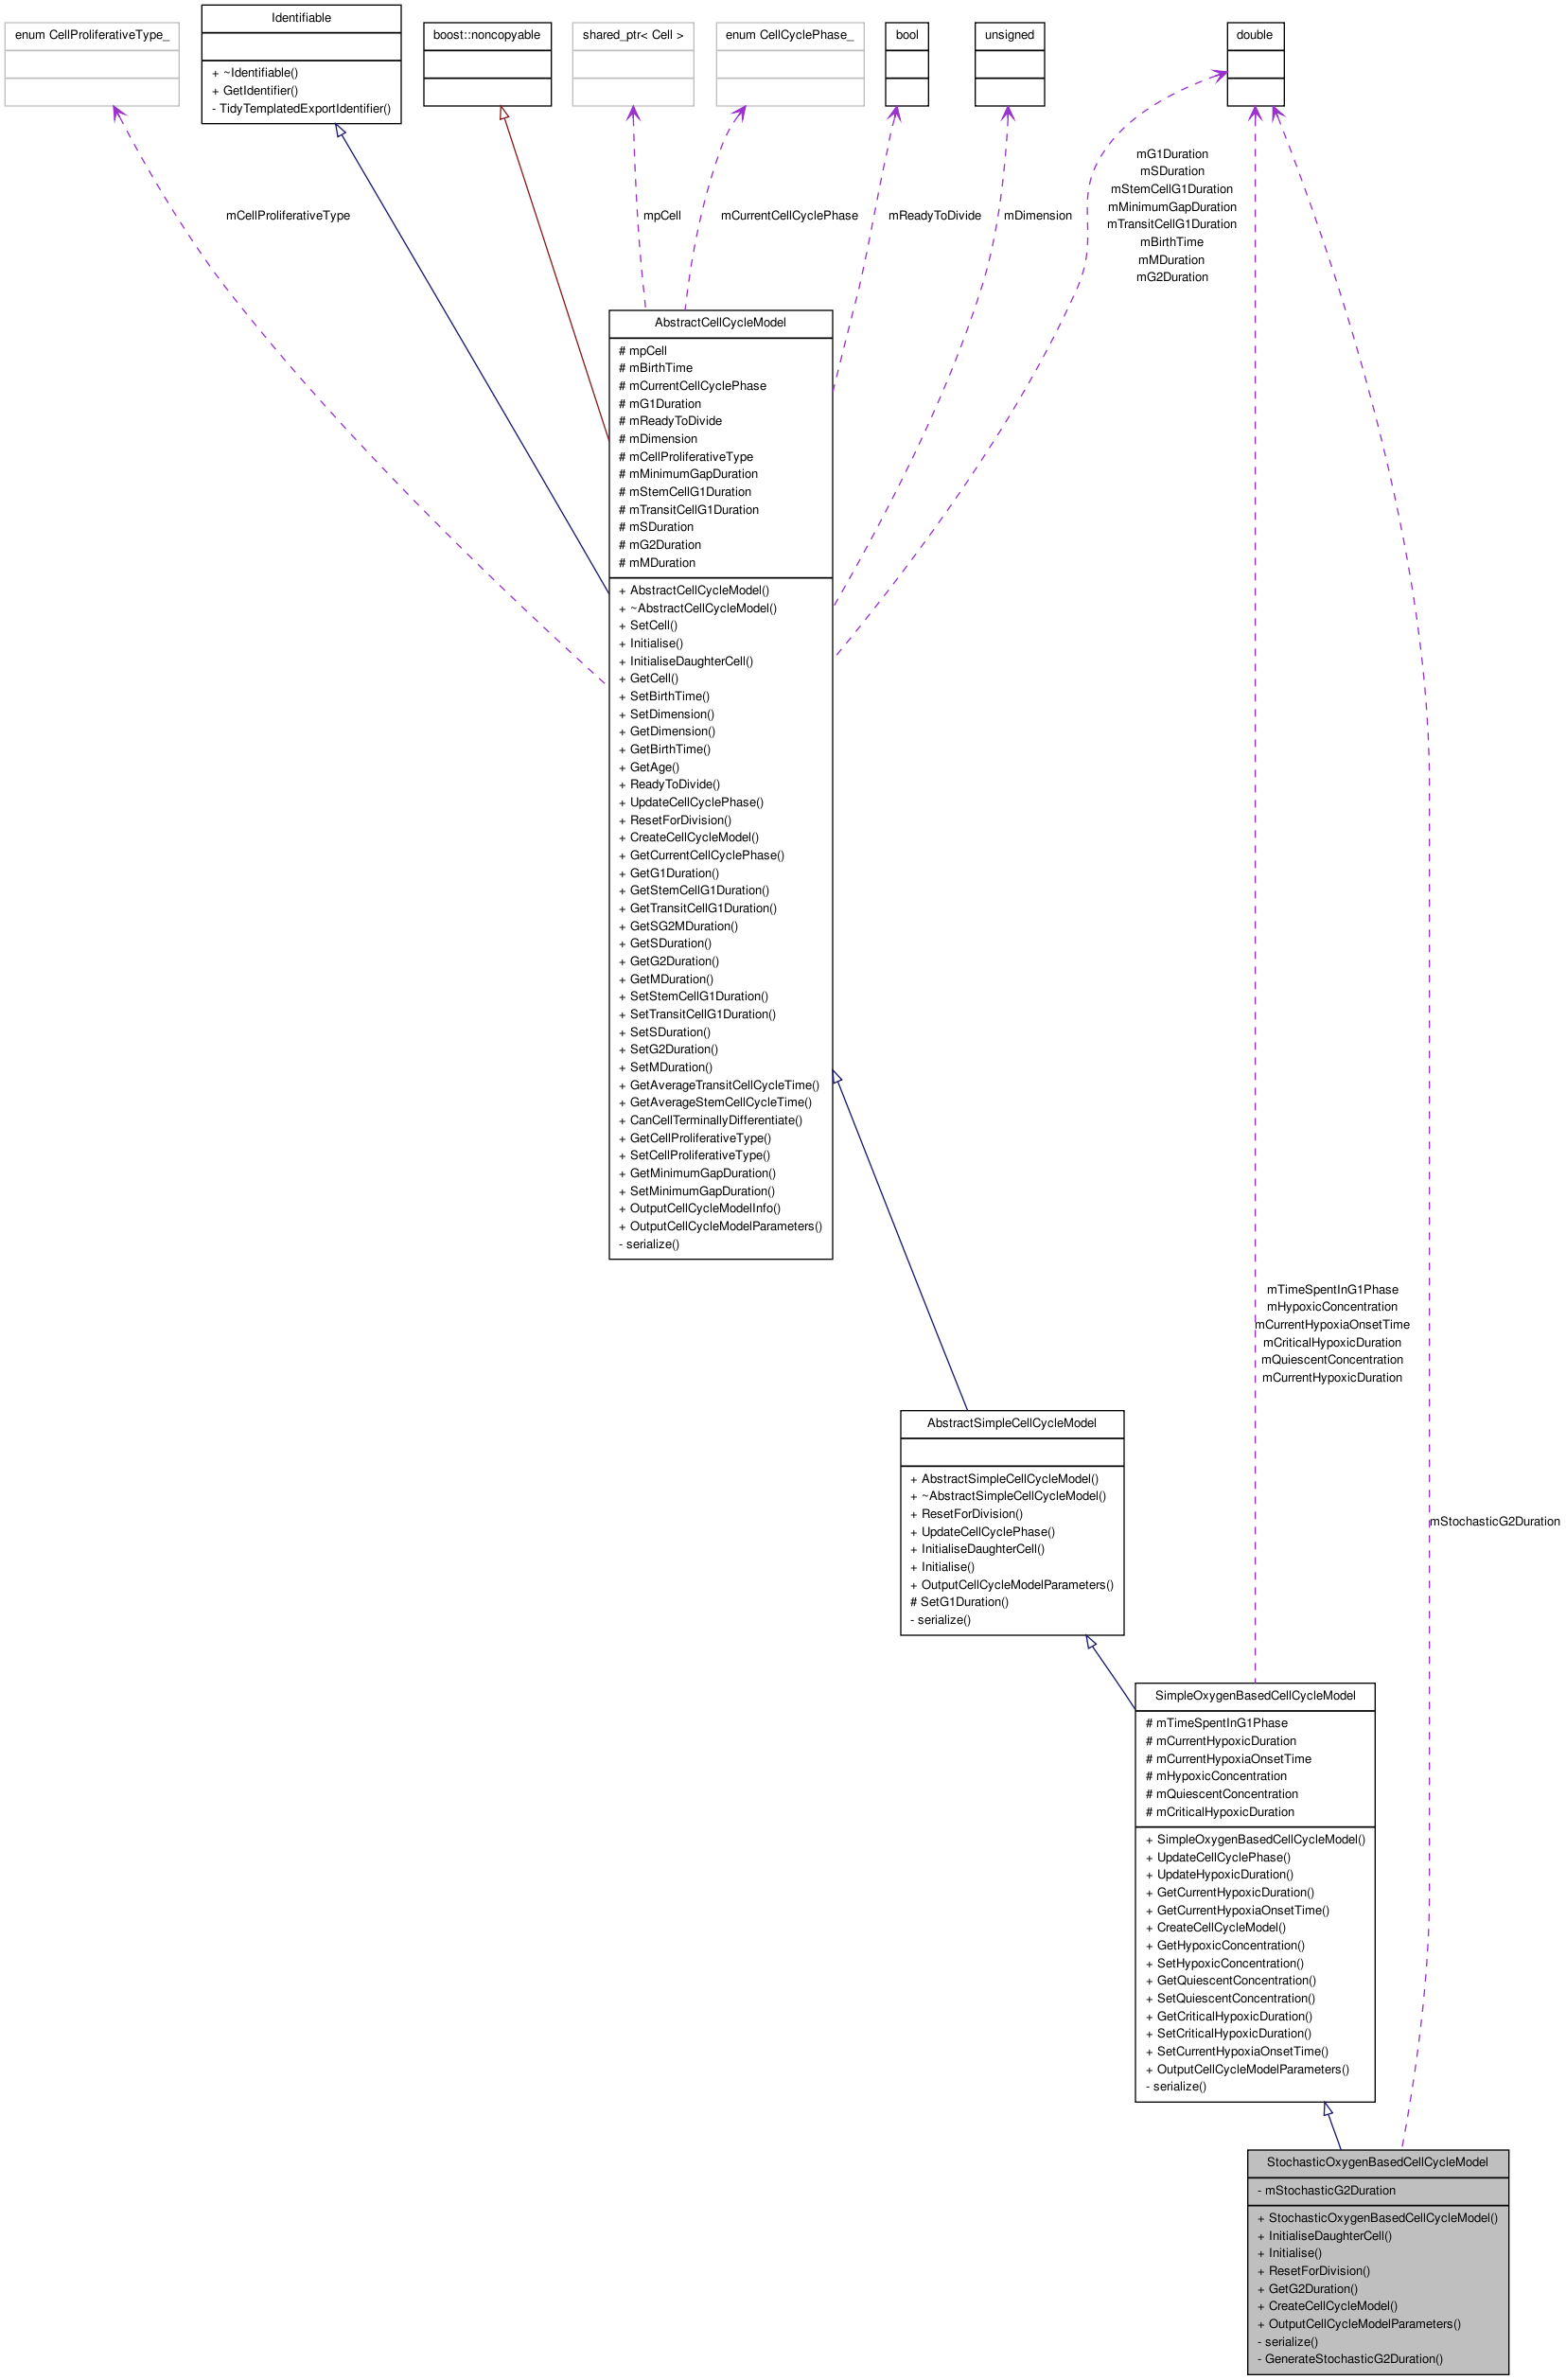 enum CellProliferativeType_
Identifiable
+ ~Identifiable()
+ GetIdentifier()
- TidyTemplatedExportIdentifier()
boost::noncopyable
shared_ptr< Cell >
enum CellCyclePhase_
bool
unsigned
double
mCellProliferativeType
mpCell
mCurrentCellCyclePhase
mReadyToDivide
mDimension
mG1Duration
mSDuration
mStemCellG1Duration
mMinimumGapDuration
mTransitCellG1Duration
mBirthTime
mMDuration
mG2Duration
AbstractCellCycleModel
# mpCell
# mBirthTime
# mCurrentCellCyclePhase
# mG1Duration
# mReadyToDivide
# mDimension
# mCellProliferativeType
# mMinimumGapDuration
# mStemCellG1Duration
# mTransitCellG1Duration
# mSDuration
# mG2Duration
# mMDuration
+ AbstractCellCycleModel()
+ ~AbstractCellCycleModel()
+ SetCell()
+ Initialise()
+ InitialiseDaughterCell()
+ GetCell()
+ SetBirthTime()
+ SetDimension()
+ GetDimension()
+ GetBirthTime()
+ GetAge()
+ ReadyToDivide()
+ UpdateCellCyclePhase()
+ ResetForDivision()
+ CreateCellCycleModel()
+ GetCurrentCellCyclePhase()
+ GetG1Duration()
+ GetStemCellG1Duration()
+ GetTransitCellG1Duration()
+ GetSG2MDuration()
+ GetSDuration()
+ GetG2Duration()
+ GetMDuration()
+ SetStemCellG1Duration()
+ SetTransitCellG1Duration()
+ SetSDuration()
+ SetG2Duration()
+ SetMDuration()
+ GetAverageTransitCellCycleTime()
+ GetAverageStemCellCycleTime()
+ CanCellTerminallyDifferentiate()
+ GetCellProliferativeType()
+ SetCellProliferativeType()
+ GetMinimumGapDuration()
+ SetMinimumGapDuration()
+ OutputCellCycleModelInfo()
+ OutputCellCycleModelParameters()
- serialize()
mTimeSpentInG1Phase
mHypoxicConcentration
mCurrentHypoxiaOnsetTime
mCriticalHypoxicDuration
mQuiescentConcentration
mCurrentHypoxicDuration
AbstractSimpleCellCycleModel
+ AbstractSimpleCellCycleModel()
+ ~AbstractSimpleCellCycleModel()
+ ResetForDivision()
+ UpdateCellCyclePhase()
+ InitialiseDaughterCell()
+ Initialise()
+ OutputCellCycleModelParameters()
# SetG1Duration()
- serialize()
mStochasticG2Duration
SimpleOxygenBasedCellCycleModel
# mTimeSpentInG1Phase
# mCurrentHypoxicDuration
# mCurrentHypoxiaOnsetTime
# mHypoxicConcentration
# mQuiescentConcentration
# mCriticalHypoxicDuration
+ SimpleOxygenBasedCellCycleModel()
+ UpdateCellCyclePhase()
+ UpdateHypoxicDuration()
+ GetCurrentHypoxicDuration()
+ GetCurrentHypoxiaOnsetTime()
+ CreateCellCycleModel()
+ GetHypoxicConcentration()
+ SetHypoxicConcentration()
+ GetQuiescentConcentration()
+ SetQuiescentConcentration()
+ GetCriticalHypoxicDuration()
+ SetCriticalHypoxicDuration()
+ SetCurrentHypoxiaOnsetTime()
+ OutputCellCycleModelParameters()
- serialize()
StochasticOxygenBasedCellCycleModel
- mStochasticG2Duration
+ StochasticOxygenBasedCellCycleModel()
+ InitialiseDaughterCell()
+ Initialise()
+ ResetForDivision()
+ GetG2Duration()
+ CreateCellCycleModel()
+ OutputCellCycleModelParameters()
- serialize()
- GenerateStochasticG2Duration()